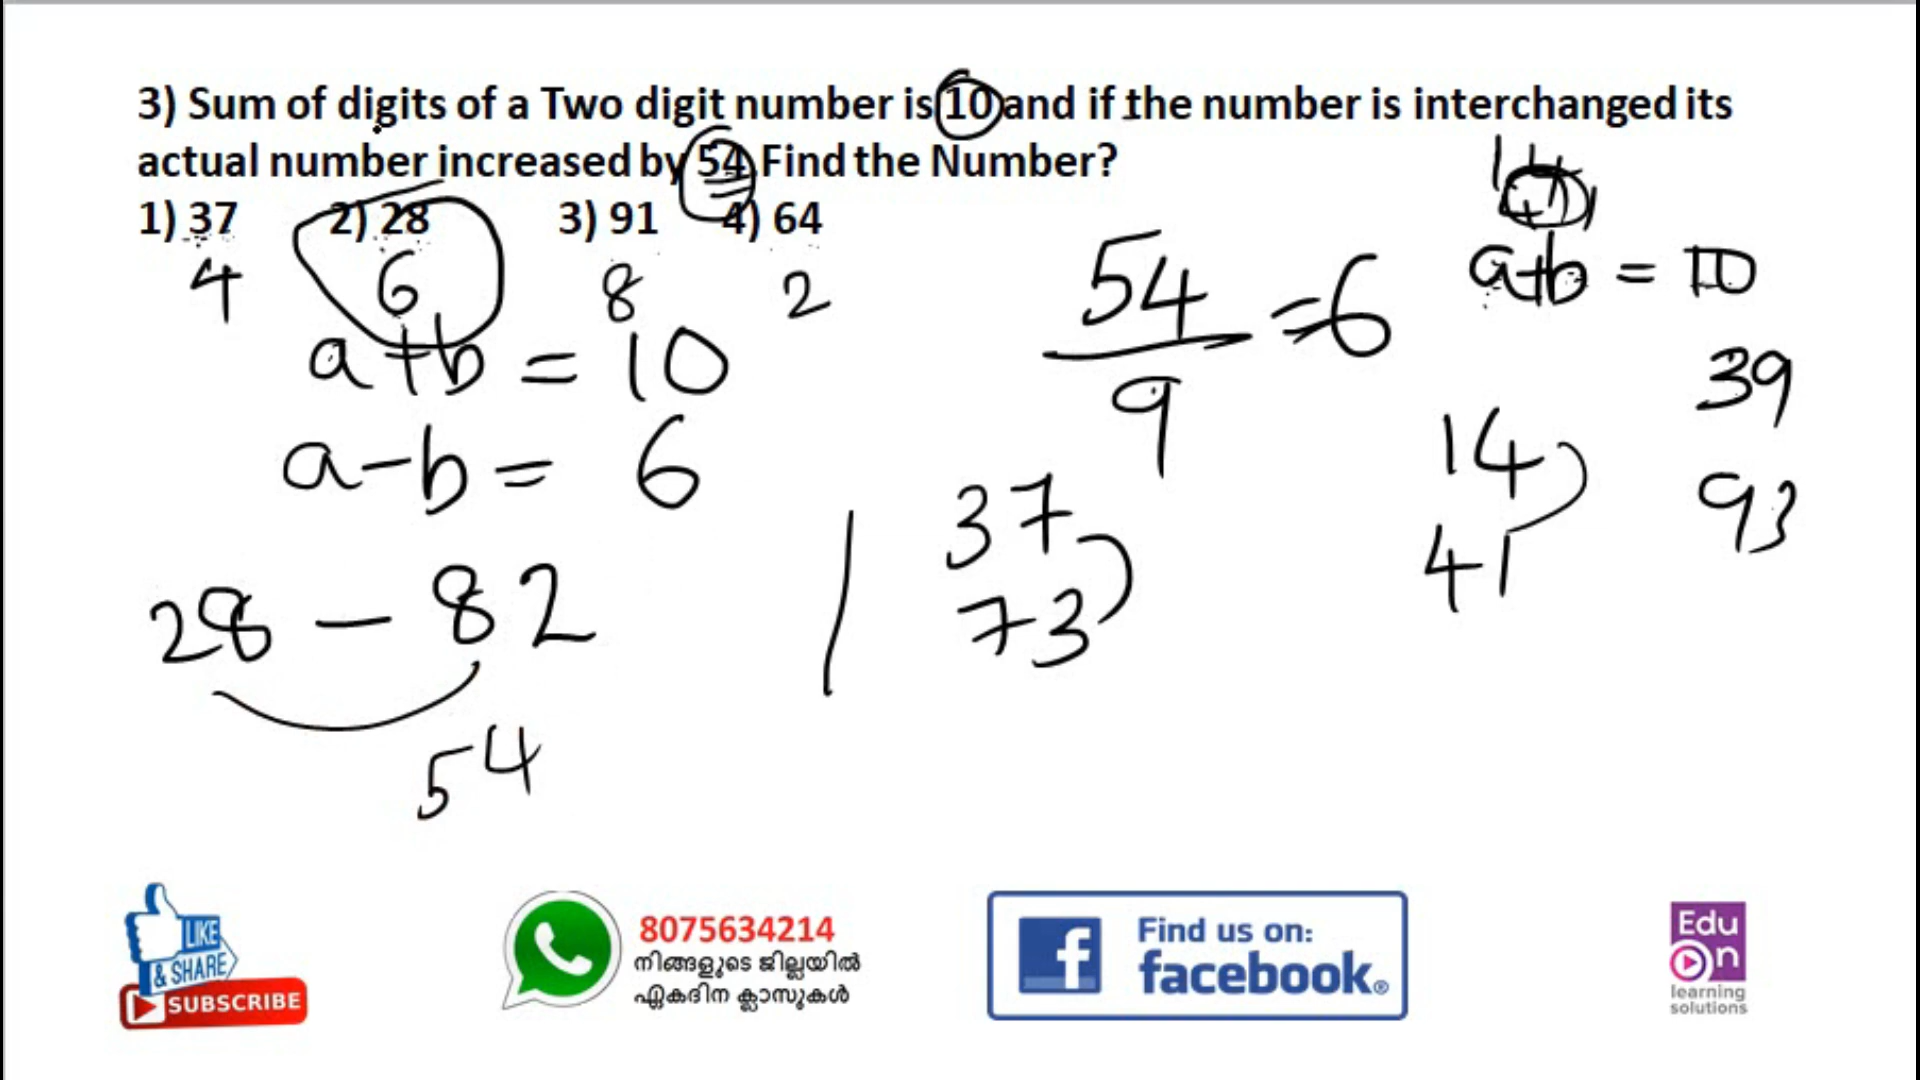 3) Sum of digits of a Two digit number is 10 and if the number is interchanged its
actual number increased by 54 Find the Number?
1) 37 2) 28 3) 91 4) 64
4 6 8 2
a+b = 10
a-b = 6
28 - 82
54
54
9
=6
37
73
a+b = 10
39
93
14
41
LIKE
& SHARE
SUBSCRIBE
8075634214
നിങ്ങളുടെ ജില്ലയിൽ
ഏകദിന ക്ലാസുകൾ
Find us on:
facebook®
Edu
On
learning
solutions